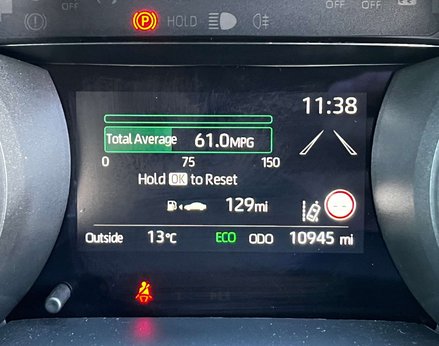 OFF OFF OFF
P HOLD
11:38
Total Average 61.0MPG
0 75 150
Hold OK to Reset
129mi
Outside 13°C ECO ODO 10945 mi